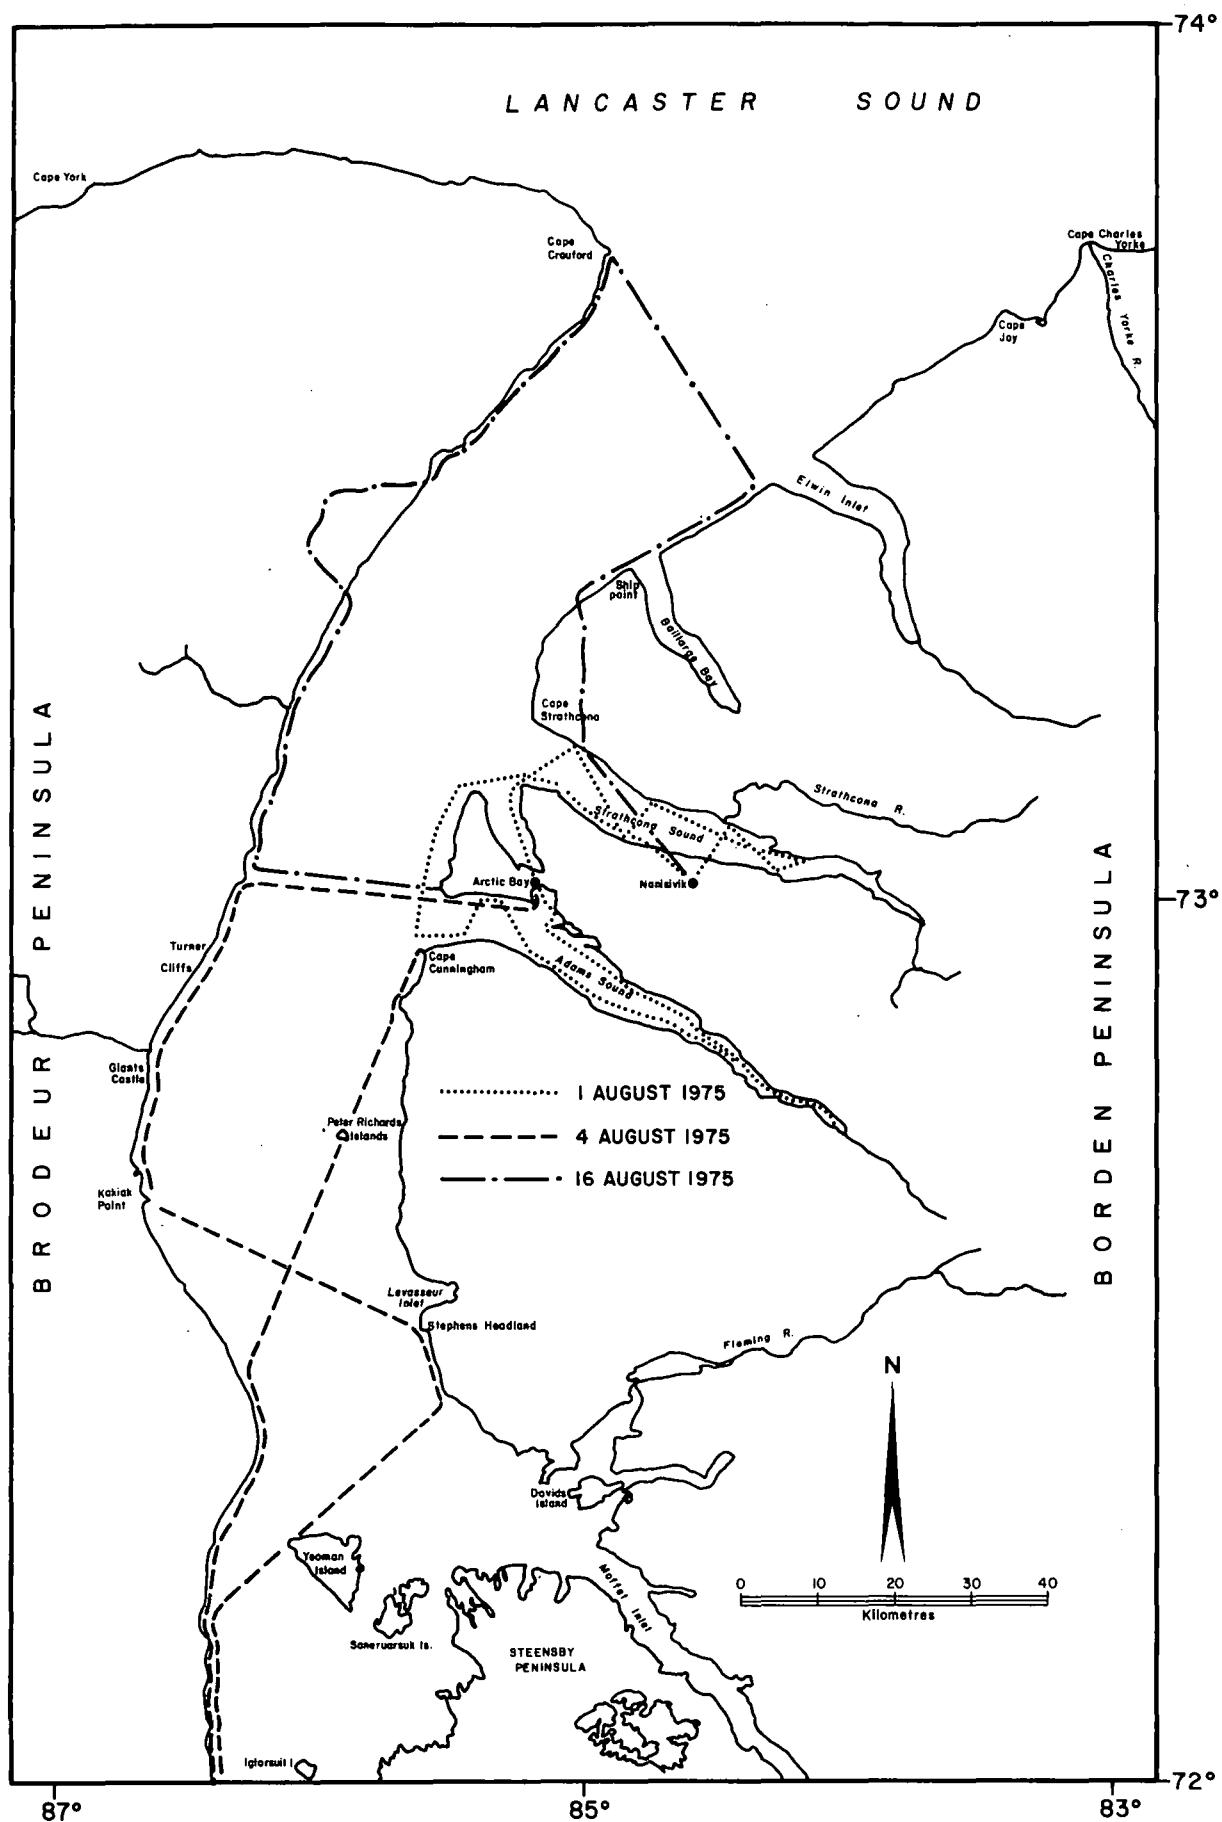 74°
LANCASTER SOUND
Cape York
Cape Charles
Yorke
Cape
Crauford
Charles Yorke R.
Cape
Joy
Elwin Inlet
Ship
point
Baillarge Bay
Cape
Strathcona
Strathcona R.
Strathcona Sound
Arctic Bay
Nanisivik
73°
BRODEUR PENINSULA
BORDEN PENINSULA
Turner
Cliffs
Cape
Cunningham
Adams Sound
Giants
Castle
1 AUGUST 1975
Peter Richards
Islands
4 AUGUST 1975
16 AUGUST 1975
Kakiak
Point
Levasseur
Inlet
Stephens Headland
Fleming R.
N
Davids
Island
Yeoman
Island
Moffet Inlet
0 10 20 30 40
Kilometres
Saneruarsuk Is.
STEENSBY
PENINSULA
Iglorsuit I.
72°
87° 85° 83°